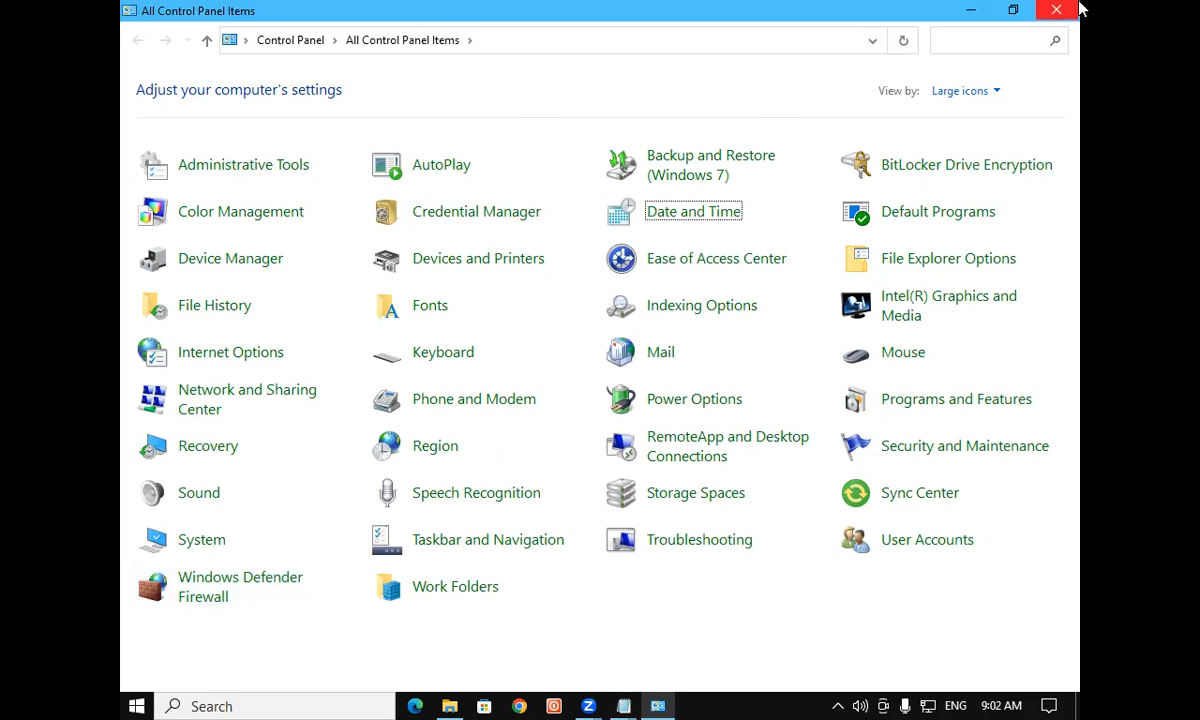 All Control Panel Items
Control Panel > All Control Panel Items >
Adjust your computer's settings
View by: Large icons
Administrative Tools
AutoPlay
Backup and Restore
(Windows 7)
BitLocker Drive Encryption
Color Management
Credential Manager
Date and Time
Default Programs
Device Manager
Devices and Printers
Ease of Access Center
File Explorer Options
File History
Fonts
Indexing Options
Intel(R) Graphics and
Media
Internet Options
Keyboard
Mail
Mouse
Network and Sharing
Center
Phone and Modem
Power Options
Programs and Features
Recovery
Region
RemoteApp and Desktop
Connections
Security and Maintenance
Sound
Speech Recognition
Storage Spaces
Sync Center
System
Taskbar and Navigation
Troubleshooting
User Accounts
Windows Defender
Firewall
Work Folders
Search
ENG
9:02 AM